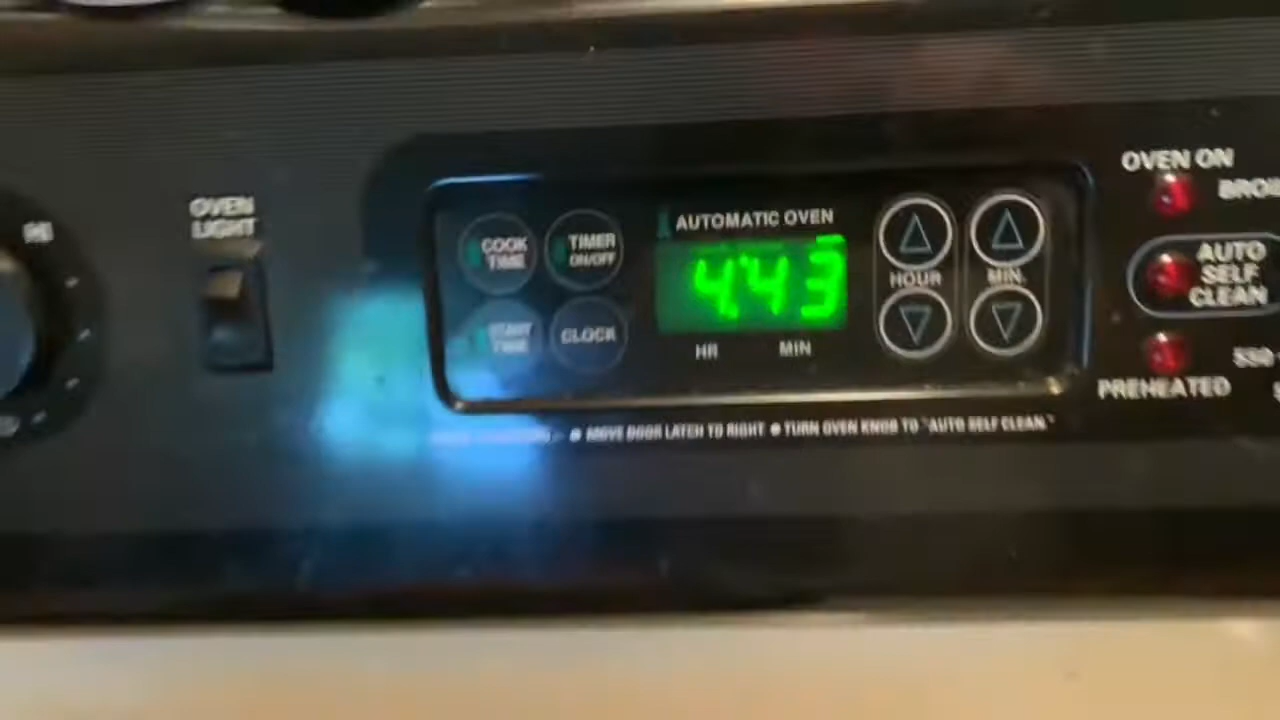 HI
OVEN
LIGHT
COOK
TIME
TIMER
ON/OFF
START
TIME
CLOCK
AUTOMATIC OVEN
4:43
HR MIN
HOUR
MIN.
OVEN ON
AUTO
SELF
CLEAN
PREHEATED
● MOVE DOOR LATCH TO RIGHT ● TURN OVEN KNOB TO "AUTO SELF CLEAN."